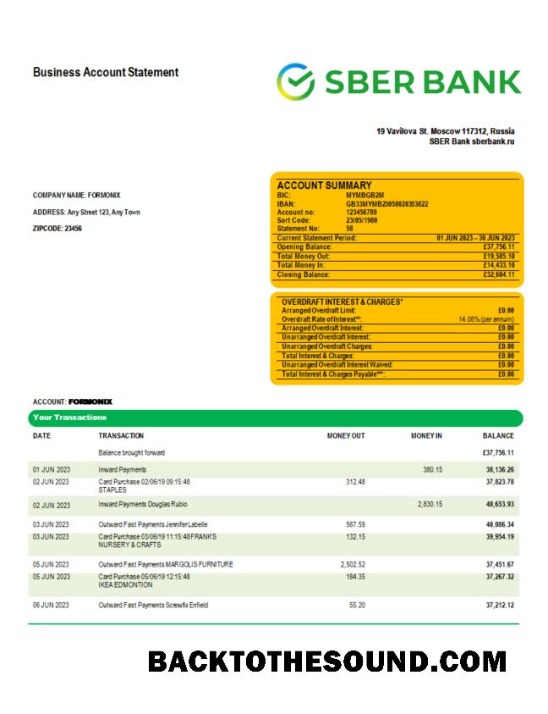 Business Account Statement
SBER BANK
19 Vavilova St. Moscow 117312, Russia
SBER Bank sberbank.ru
COMPANY NAME: FORMONIX
ADDRESS: Any Street 123, Any Town
ZIPCODE: 23456
ACCOUNT SUMMARY
BIC: MYMBGB2M
IBAN: GB33MYMB23058020353022
Account no: 123456789
Sort Code: 23/05/1980
Statement No: 58
Current Statement Period: 01 JUN 2023 – 30 JUN 2023
Opening Balance: £37,756.11
Total Money Out: £19,585.10
Total Money In: £14,433.10
Closing Balance: £32,604.11
OVERDRAFT INTEREST & CHARGES*
Arranged Overdraft Limit: £0.00
Overdraft Rate of Interest**: 14.06% (per annum)
Arranged Overdraft Interest: £0.00
Unarranged Overdraft Interest: £0.00
Unarranged Overdraft Charges: £0.00
Total Interest & Charges: £0.00
Unarranged Overdraft Interest Waived: £0.00
Total Interest & Charges Payable***: £0.00
ACCOUNT: FORMONIX
Your Transactions
DATE TRANSACTION MONEY OUT MONEY IN BALANCE
Balance brought forward £37,756.11
01 JUN 2023 Inward Payments 380.15 38,136.26
02 JUN 2023 Card Purchase 02/06/19 09:15:48 312.48 37,823.78
STAPLES
02 JUN 2023 Inward Payments Douglas Rubio 2,830.15 40,653.93
03 JUN 2023 Outward Fast Payments Jennifer Labelle 567.59 40,086.34
03 JUN 2023 Card Purchase 03/06/19 11:15:48 FRANK'S 132.15 39,954.19
NURSERY & CRAFTS
05 JUN 2023 Outward Fast Payments MARGOLIS FURNITURE 2,502.52 37,451.67
05 JUN 2023 Card Purchase 05/06/19 12:15:48 184.35 37,267.32
IKEA EDMONTION
06 JUN 2023 Outward Fast Payments Screwfix Enfield 55.20 37,212.12
BACKTOTHESOUND.COM